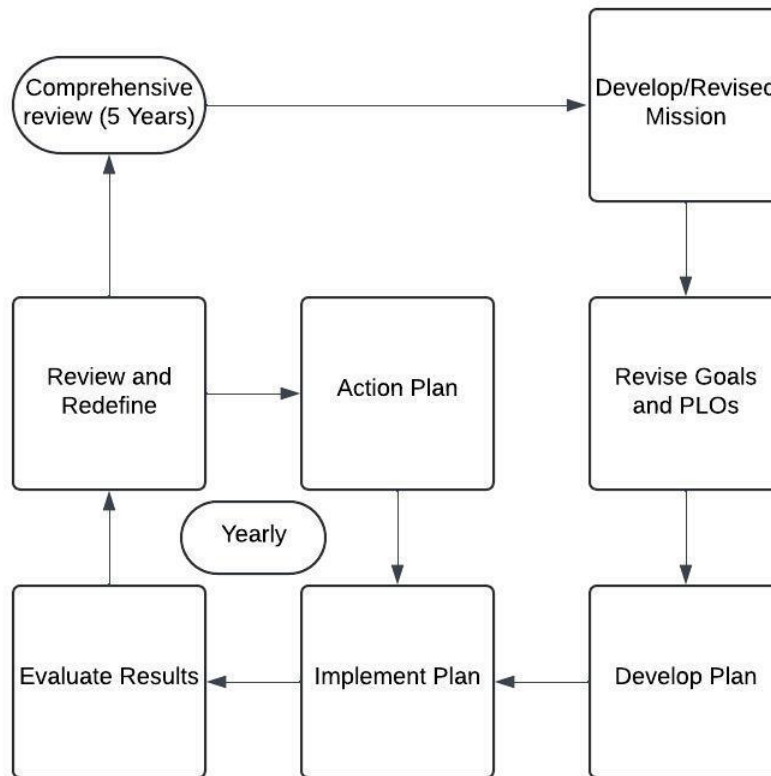 Comprehensive
review (5 Years)
Develop/Revised
Mission
Review and
Redefine
Action Plan
Revise Goals
and PLOs
Yearly
Evaluate Results
Implement Plan
Develop Plan